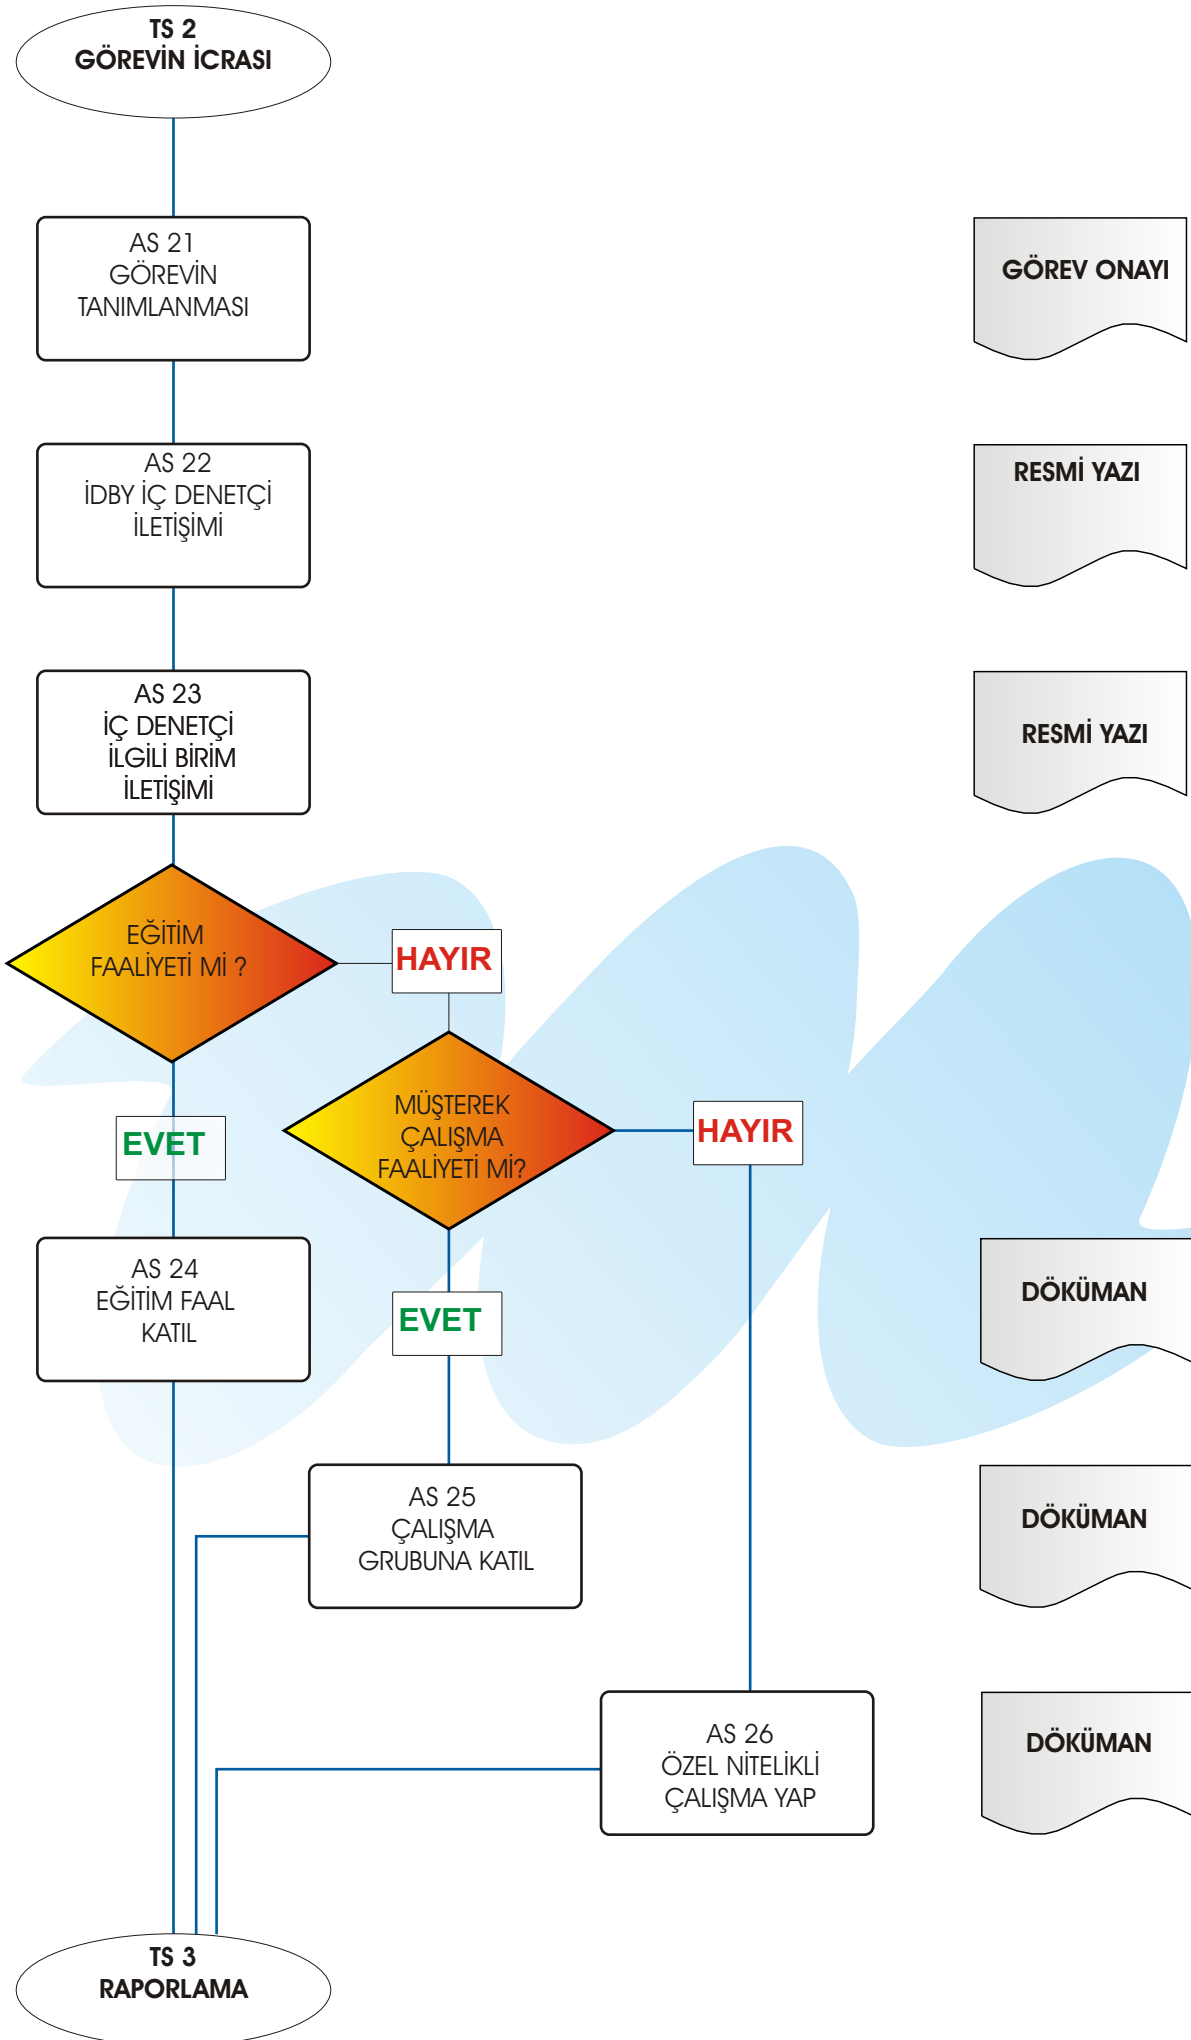 TS 2
GÖREVİN İCRASI
AS 21
GÖREVİN
TANIMLANMASI
GÖREV ONAYI
AS 22
İDBY İÇ DENETÇİ
İLETİŞİMİ
RESMİ YAZI
AS 23
İÇ DENETÇİ
İLGİLİ BİRİM
İLETİŞİMİ
RESMİ YAZI
EĞİTİM
FAALİYETİ Mİ ?
HAYIR
MÜŞTEREK
ÇALIŞMA
FAALİYETİ Mİ?
HAYIR
EVET
AS 24
EĞİTİM FAAL
KATIL
DÖKÜMAN
EVET
AS 25
ÇALIŞMA
GRUBUNA KATIL
DÖKÜMAN
AS 26
ÖZEL NİTELİKLİ
ÇALIŞMA YAP
DÖKÜMAN
TS 3
RAPORLAMA